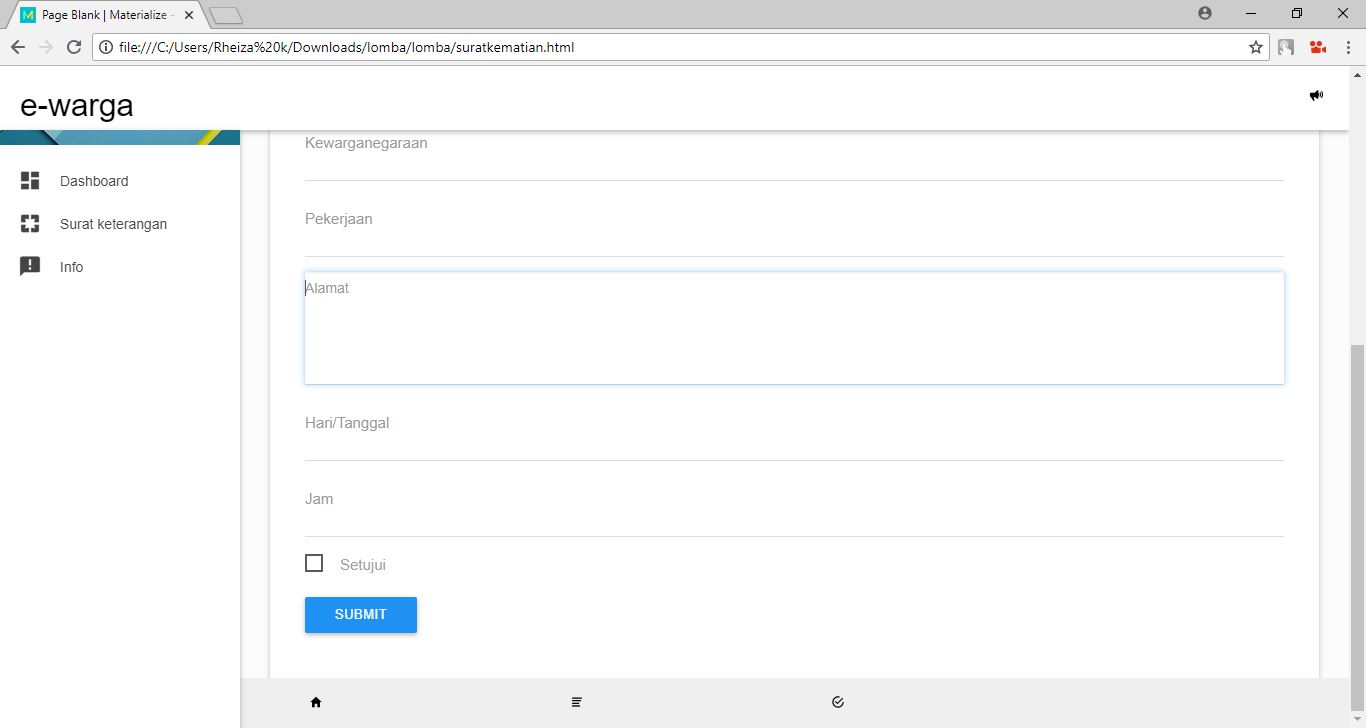 Page Blank | Materialize -
file:///C:/Users/Rheiza%20k/Downloads/lomba/lomba/suratkematian.html
e-warga
Dashboard
Surat keterangan
Info
Kewarganegaraan
Pekerjaan
Alamat
Hari/Tanggal
Jam
Setujui
SUBMIT